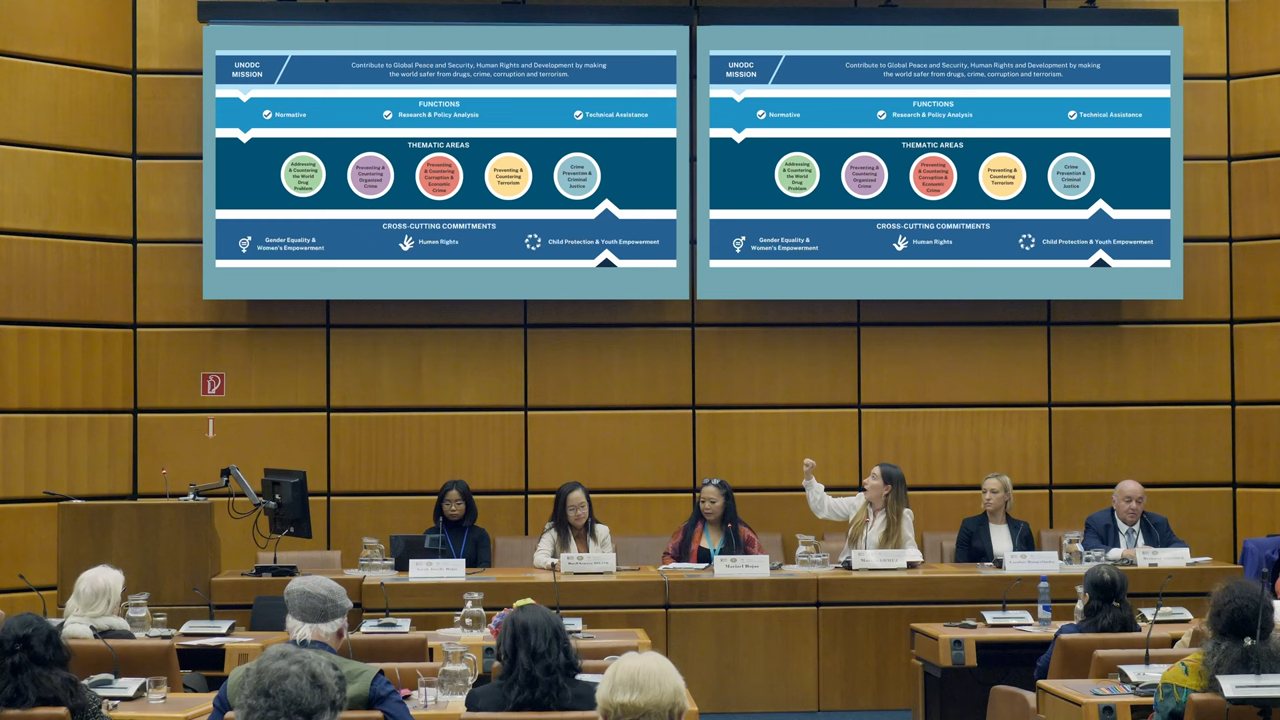 UNODC
MISSION
Contribute to Global Peace and Security, Human Rights and Development by making
the world safer from drugs, crime, corruption and terrorism.
FUNCTIONS
Normative
Research & Policy Analysis
Technical Assistance
THEMATIC AREAS
Addressing
& Countering
the World
Drug
Problem
Preventing &
Countering
Organized
Crime
Preventing
& Countering
Corruption &
Economic
Crime
Preventing &
Countering
Terrorism
Crime
Prevention &
Criminal
Justice
CROSS-CUTTING COMMITMENTS
Gender Equality &
Women's Empowerment
Human Rights
Child Protection & Youth Empowerment
UNODC
MISSION
Contribute to Global Peace and Security, Human Rights and Development by making
the world safer from drugs, crime, corruption and terrorism.
FUNCTIONS
Normative
Research & Policy Analysis
Technical Assistance
THEMATIC AREAS
Addressing
& Countering
the World
Drug
Problem
Preventing &
Countering
Organized
Crime
Preventing
& Countering
Corruption &
Economic
Crime
Preventing &
Countering
Terrorism
Crime
Prevention &
Criminal
Justice
CROSS-CUTTING COMMITMENTS
Gender Equality &
Women's Empowerment
Human Rights
Child Protection & Youth Empowerment
Maribel Rojas